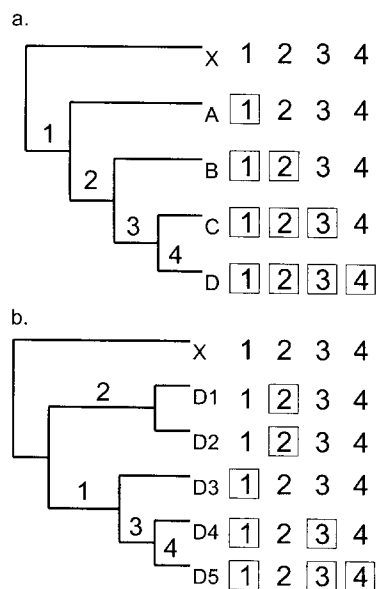 a.
X 1 2 3 4
1 A 1 2 3 4
2 B 1 2 3 4
3 C 1 2 3 4
4 D 1 2 3 4
b.
X 1 2 3 4
2 D1 1 2 3 4
D2 1 2 3 4
1 D3 1 2 3 4
3 D4 1 2 3 4
4 D5 1 2 3 4